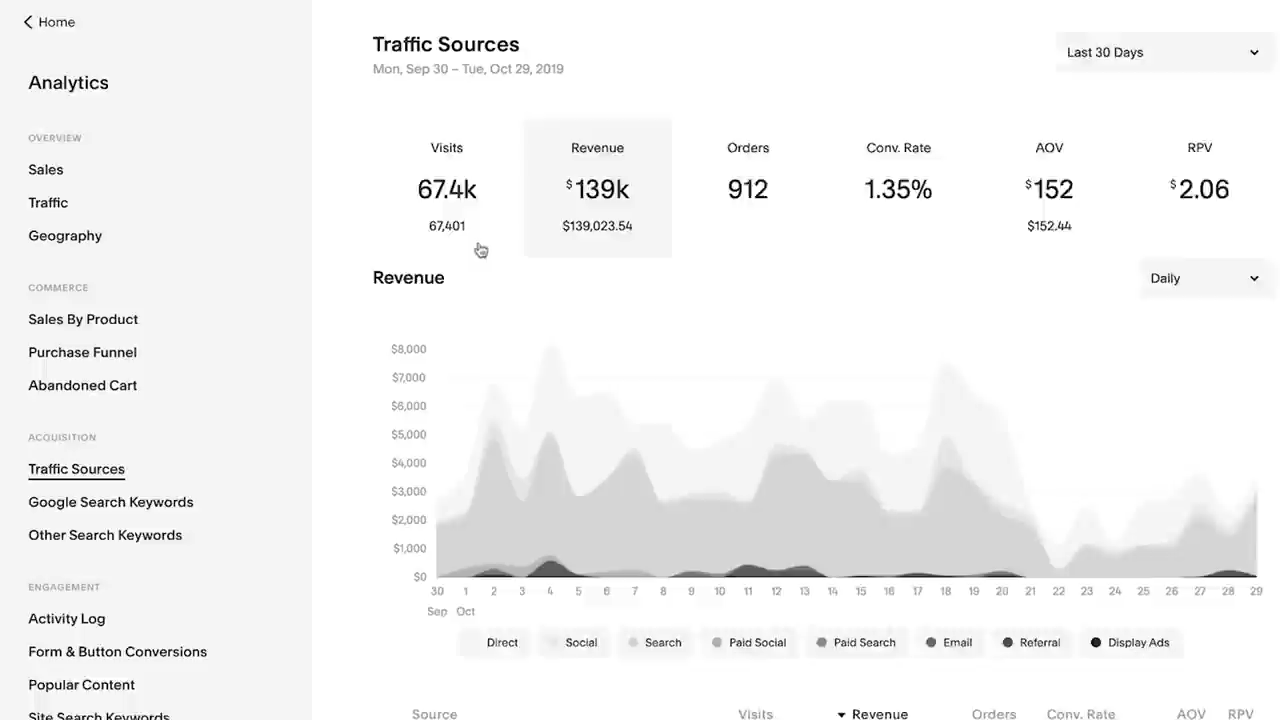 Home
Analytics
OVERVIEW
Sales
Traffic
Geography
COMMERCE
Sales By Product
Purchase Funnel
Abandoned Cart
ACQUISITION
Traffic Sources
Google Search Keywords
Other Search Keywords
ENGAGEMENT
Activity Log
Form & Button Conversions
Popular Content
Site Search Keywords
Traffic Sources
Mon, Sep 30 – Tue, Oct 29, 2019
Last 30 Days
Visits Revenue Orders Conv. Rate AOV RPV
67.4k $139k 912 1.35% $152 $2.06
67,401 $139,023.54 $152.44
Revenue
Daily
$8,000
$7,000
$6,000
$5,000
$4,000
$3,000
$2,000
$1,000
$0
30 1 2 3 4 5 6 7 8 9 10 11 12 13 14 15 16 17 18 19 20 21 22 23 24 25 26 27 28 29
Sep Oct
Direct Social Search Paid Social Paid Search Email Referral Display Ads
Source Visits Revenue Orders Conv. Rate AOV RPV